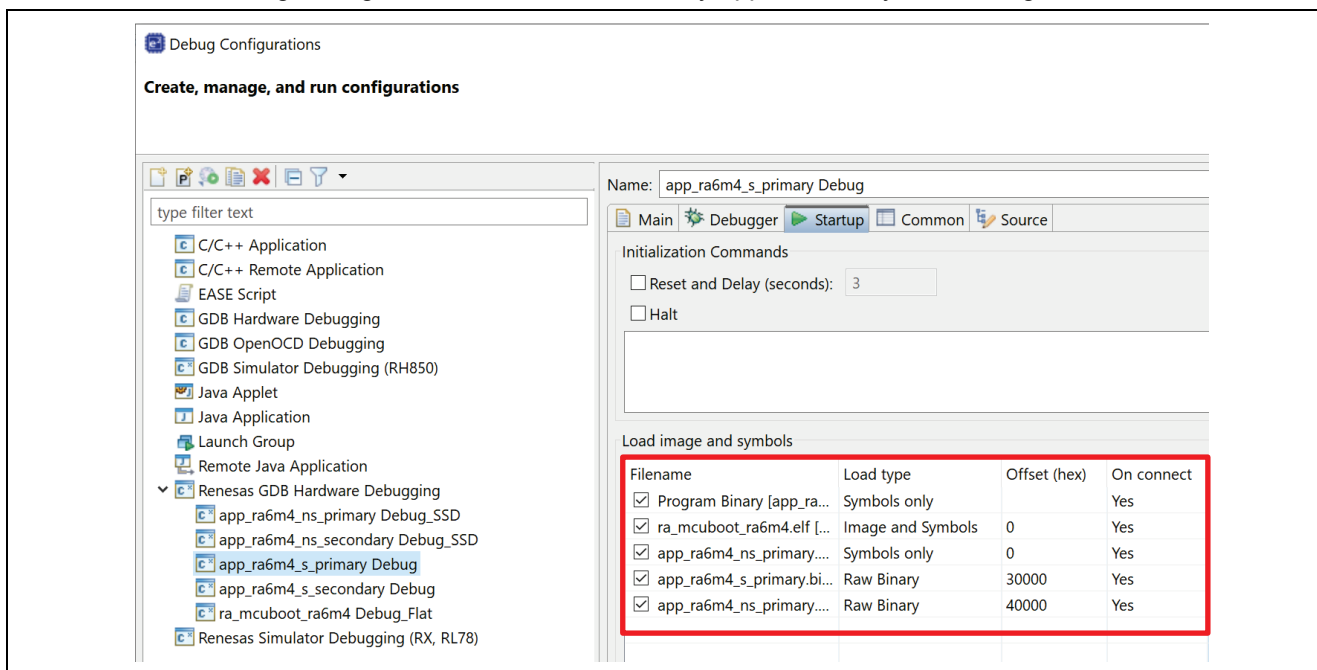 Debug Configurations
Create, manage, and run configurations
type filter text
C/C++ Application
C/C++ Remote Application
EASE Script
GDB Hardware Debugging
GDB OpenOCD Debugging
GDB Simulator Debugging (RH850)
Java Applet
Java Application
Launch Group
Remote Java Application
Renesas GDB Hardware Debugging
app_ra6m4_ns_primary Debug_SSD
app_ra6m4_ns_secondary Debug_SSD
app_ra6m4_s_primary Debug
app_ra6m4_s_secondary Debug
ra_mcuboot_ra6m4 Debug_Flat
Renesas Simulator Debugging (RX, RL78)
Name: app_ra6m4_s_primary Debug
Main Debugger Startup Common Source
Initialization Commands
Reset and Delay (seconds): 3
Halt
Load image and symbols
Filename Load type Offset (hex) On connect
Program Binary [app_ra... Symbols only Yes
ra_mcuboot_ra6m4.elf [... Image and Symbols 0 Yes
app_ra6m4_ns_primary.... Symbols only 0 Yes
app_ra6m4_s_primary.bi... Raw Binary 30000 Yes
app_ra6m4_ns_primary.... Raw Binary 40000 Yes